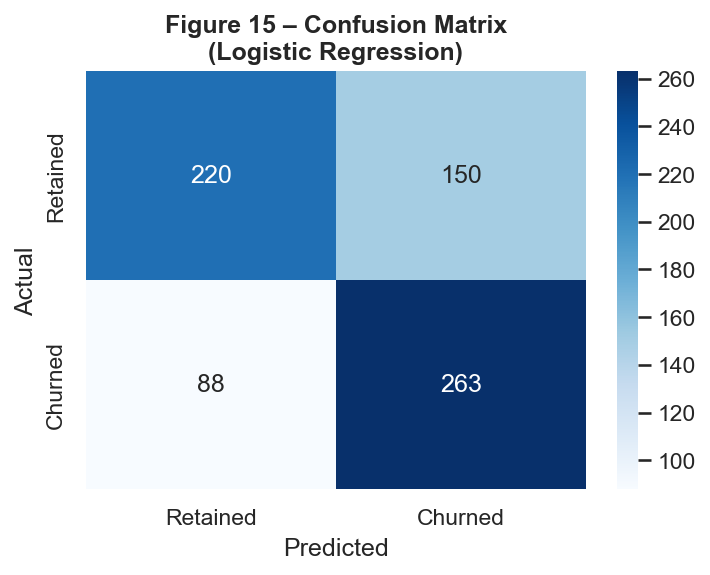 Figure 15 – Confusion Matrix
(Logistic Regression)
Actual
Retained
Churned
220
150
88
263
Retained
Churned
Predicted
260
240
220
200
180
160
140
120
100